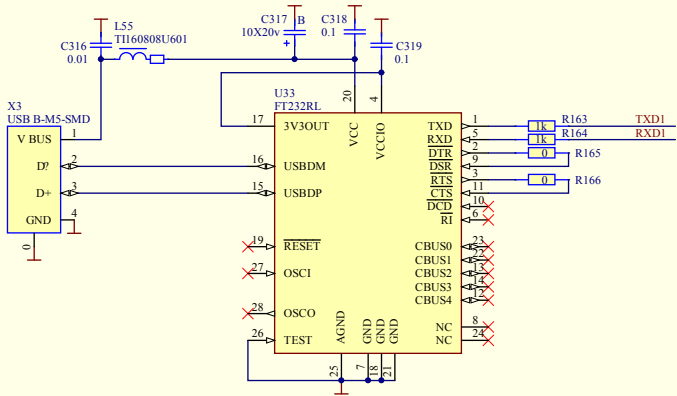 L55
TI160808U601
C316
0.01
C317
10X20v
B
+
C318
0.1
C319
0.1
X3
USB B-M5-SMD
V BUS
1
D?
2
D+
3
GND
4
0
U33
FT232RL
20
4
VCC
VCCIO
17
3V3OUT
16
USBDM
15
USBDP
19
RESET
27
OSCI
28
OSCO
26
TEST
TXD
1
1k
R163
TXD1
RXD
5
1k
R164
RXD1
DTR
2
0
R165
DSR
9
RTS
3
0
R166
CTS
11
DCD
10
RI
6
CBUS0
23
CBUS1
22
CBUS2
13
CBUS3
14
CBUS4
12
NC
8
NC
24
AGND
GND
GND
GND
25
7
18
21